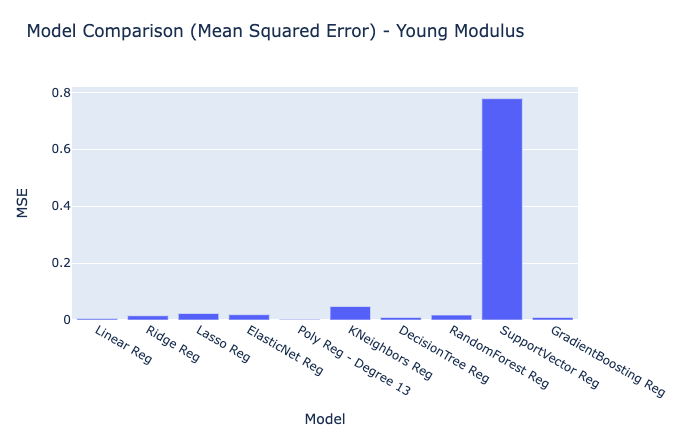 Model Comparison (Mean Squared Error) - Young Modulus
0.8
0.6
0.4
0.2
0
MSE
Linear Reg
Ridge Reg
Lasso Reg
ElasticNet Reg
Poly Reg - Degree 13
KNeighbors Reg
DecisionTree Reg
RandomForest Reg
SupportVector Reg
GradientBoosting Reg
Model